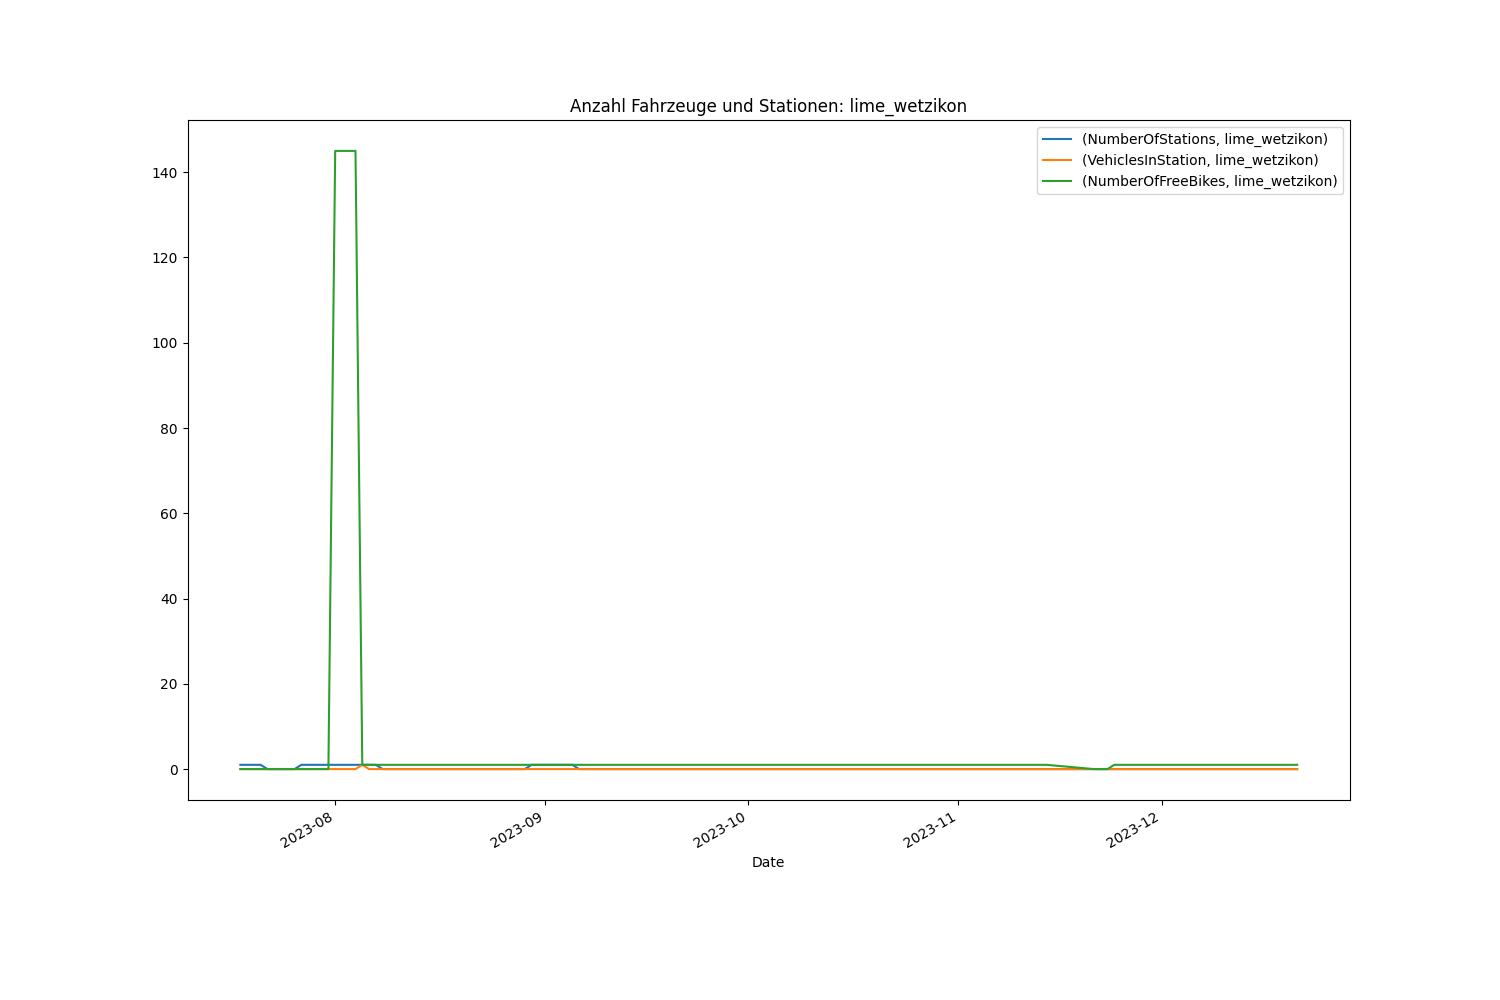 Anzahl Fahrzeuge und Stationen: lime_wetzikon
(NumberOfStations, lime_wetzikon)
(VehiclesInStation, lime_wetzikon)
(NumberOfFreeBikes, lime_wetzikon)
140
120
100
80
60
40
20
0
2023-08
2023-09
2023-10
2023-11
2023-12
Date